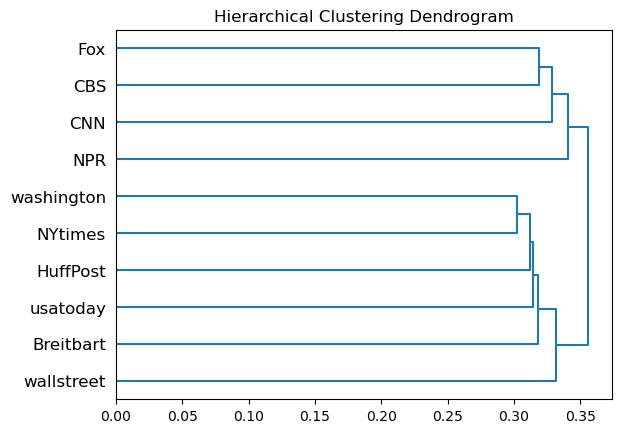 Hierarchical Clustering Dendrogram
Fox
CBS
CNN
NPR
washington
NYtimes
HuffPost
usatoday
Breitbart
wallstreet
0.00 0.05 0.10 0.15 0.20 0.25 0.30 0.35